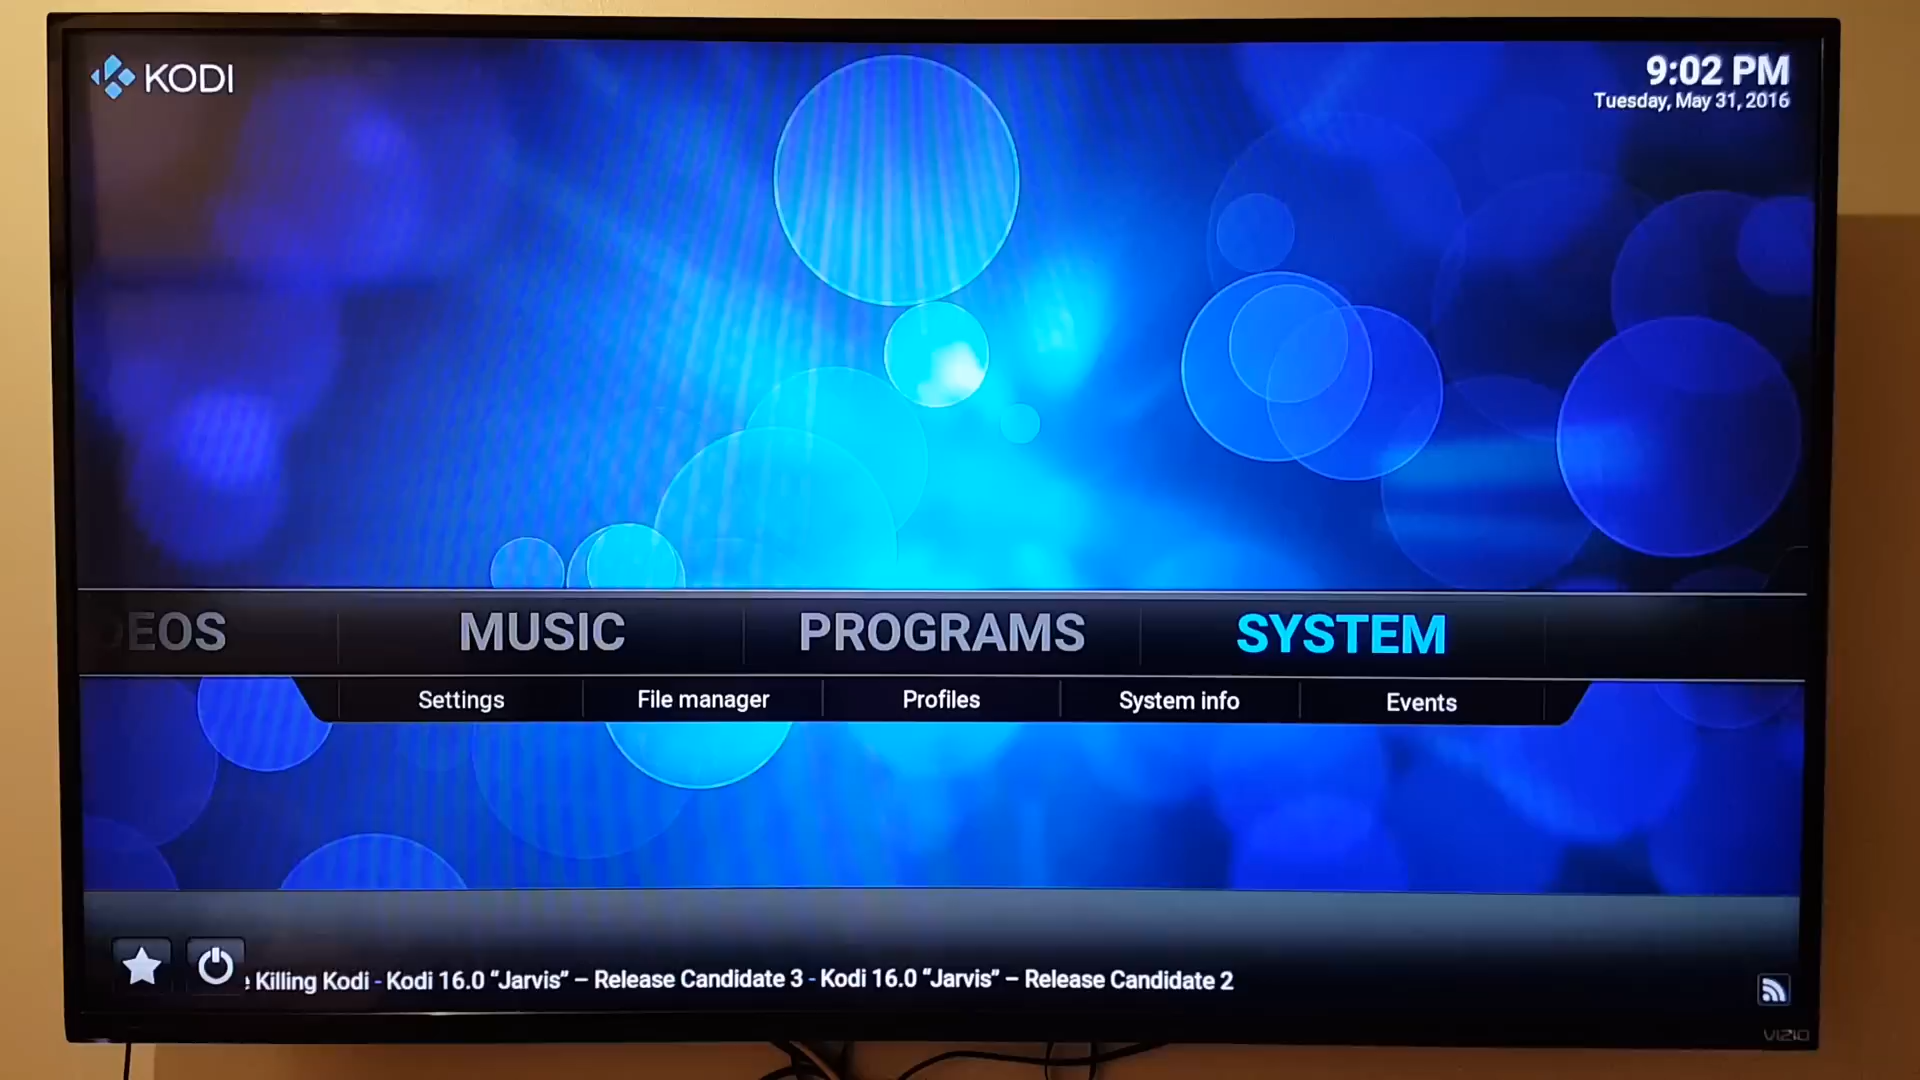 KODI
9:02 PM
Tuesday, May 31, 2016
DEOS MUSIC PROGRAMS SYSTEM
Settings File manager Profiles System info Events
e Killing Kodi - Kodi 16.0 “Jarvis” – Release Candidate 3 - Kodi 16.0 “Jarvis” – Release Candidate 2
VIZIO